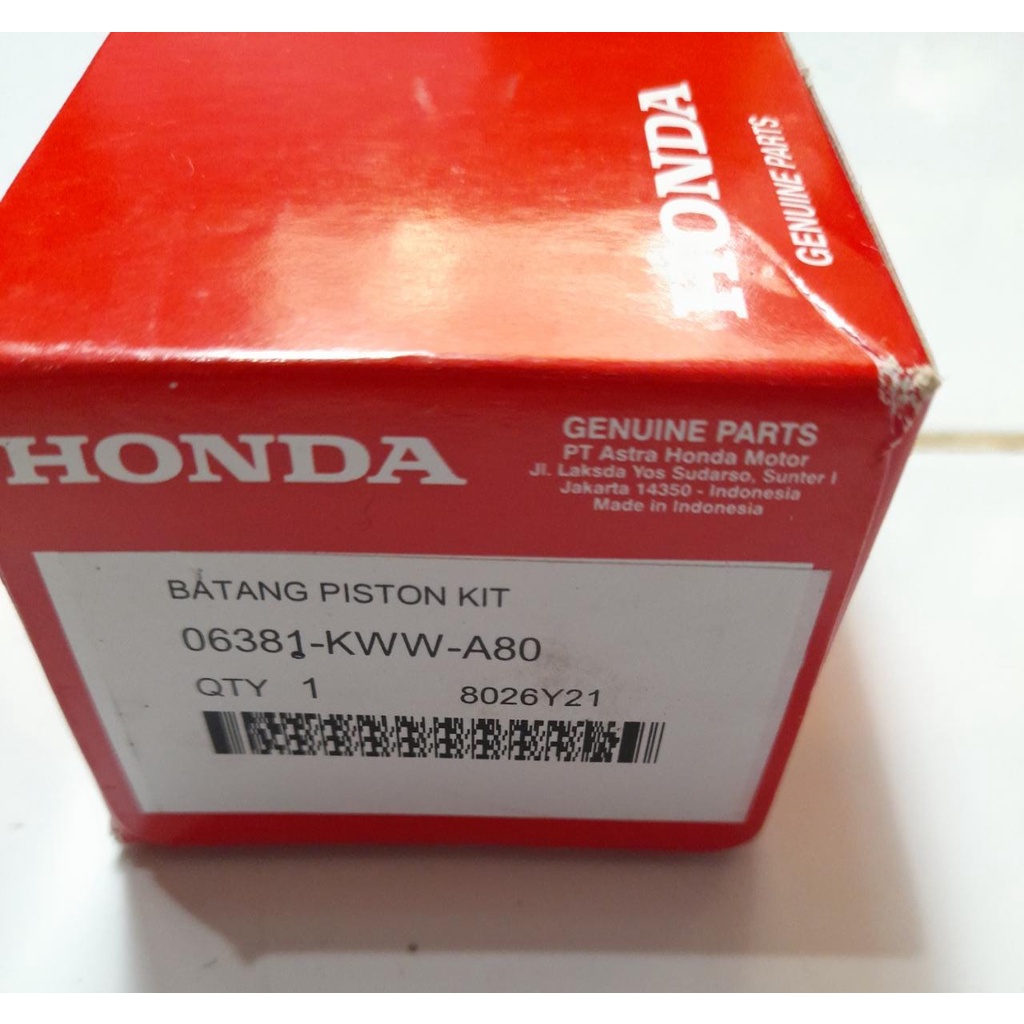 HONDA
GENUINE PARTS
HONDA
GENUINE PARTS
PT Astra Honda Motor
Jl. Laksda Yos Sudarso, Sunter I
Jakarta 14350 - Indonesia
Made in Indonesia
BATANG PISTON KIT
06381-KWW-A80
QTY 1 8026Y21